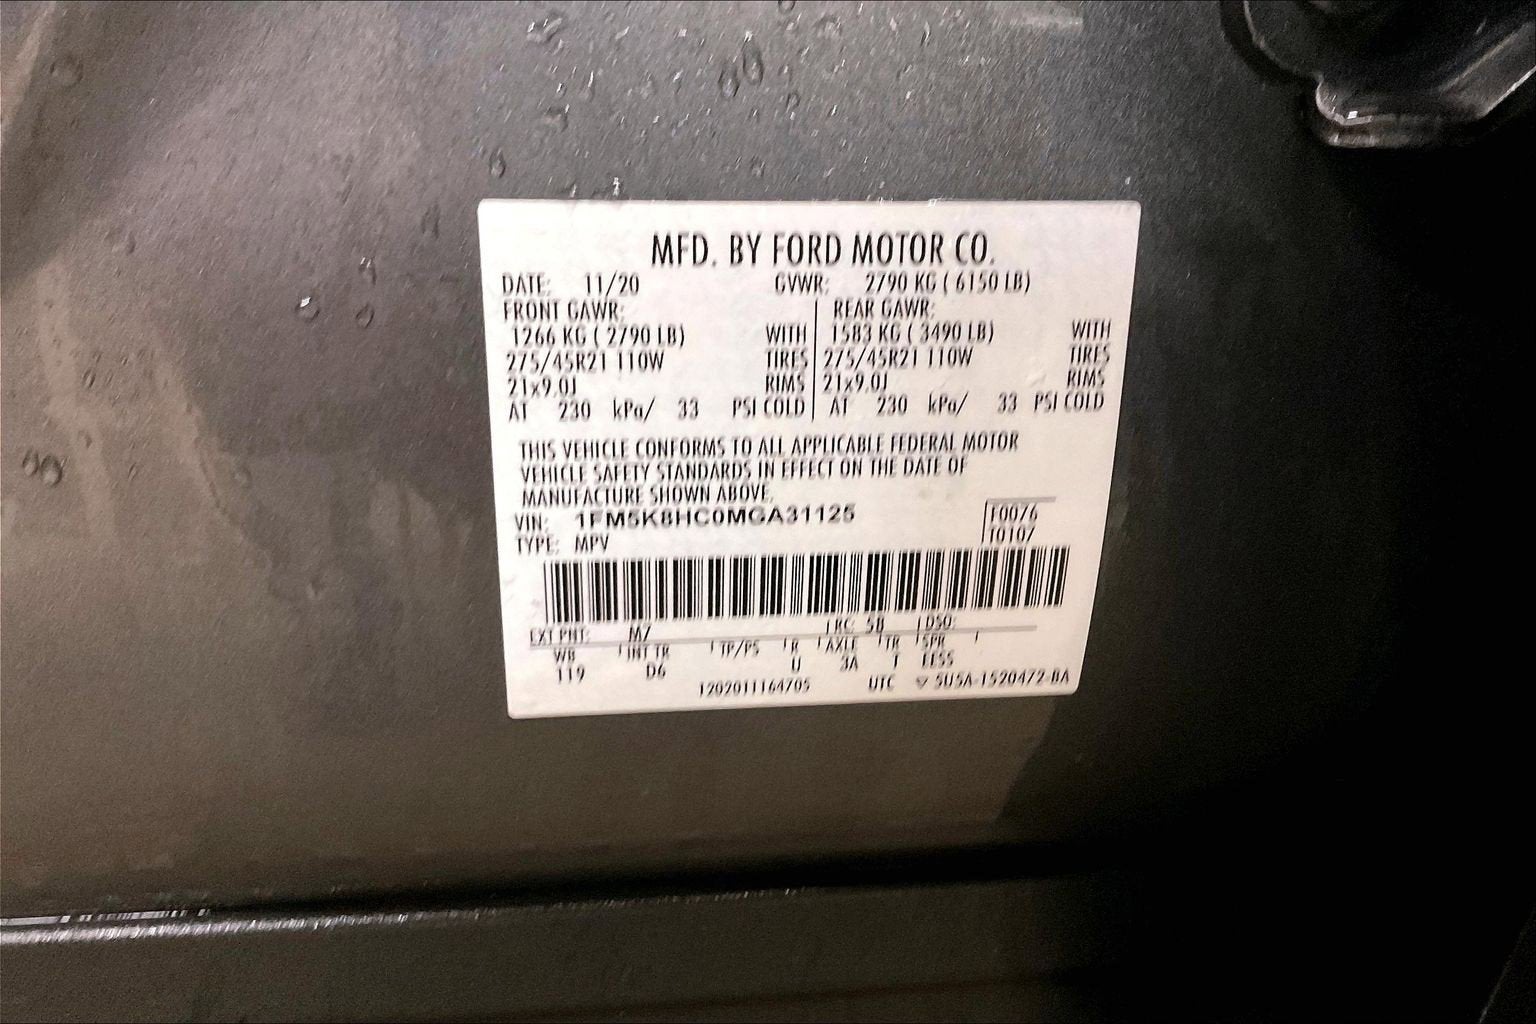 MFD. BY FORD MOTOR CO.
DATE: 11/20 GVWR: 2790 KG ( 6150 LB)
FRONT GAWR: REAR GAWR:
1266 KG ( 2790 LB) WITH 1583 KG ( 3490 LB) WITH
275/45R21 110W TIRES 275/45R21 110W TIRES
21x9.0J RIMS 21x9.0J RIMS
AT 230 kPa/ 33 PSI COLD AT 230 kPa/ 33 PSI COLD
THIS VEHICLE CONFORMS TO ALL APPLICABLE FEDERAL MOTOR
VEHICLE SAFETY STANDARDS IN EFFECT ON THE DATE OF
MANUFACTURE SHOWN ABOVE.
VIN: 1FM5K8HC0MGA31125 F0076
TYPE: MPV T0107
EXT PNT: M7 RC: 58 DSO:
WB INT TR TP/PS R AXLE TR SPR
119 D6 U 3A T EESS
1202011164705 UTC ▽ 5U5A-1520472-BA